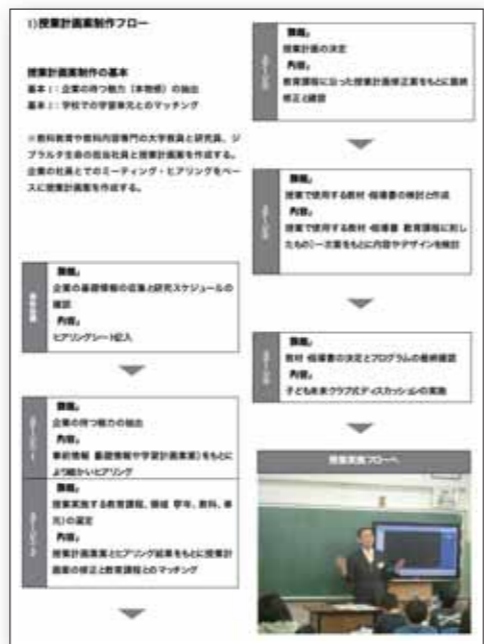 1)授業計画案制作フロー
授業計画案制作の基本
基本1:企業の持つ魅力(本物感)の抽出
基本2:学校での学習単元とのマッチング
※教科教育や教科内容専門の大学教員と研究員、ジ
ブラルタ生命の担当社員と授業計画案を作成する。
企業の社員とでのミーティング・ヒアリングをベー
スに授業計画案を作成する。
課題。
企業の基礎情報の収集と研究スケジュールの
確認
内容。
ヒアリングシート記入
課題。
企業の持つ魅力の抽出
内容。
事前情報 基礎情報や学習計画素案)をもとに
より細かいヒアリング
課題。
授業実施する教育課程、領域 学年、教科、単
元)の選定
内容。
授業計画素案とヒアリング結果をもとに授業計
画案の修正と教育課程とのマッチング
課題。
授業計画の決定
内容。
教育課程に沿った授業計画修正案をもとに最終
修正と確認
課題。
授業で使用する教材・指導書の検討と作成
内容。
授業で使用する教材・指導書 教育課程に則し
たもの)一次案をもとに内容やデザインを検討
課題。
教材・指導書の決定とプログラムの最終確認
内容。
子ども未来クラブ式ディスカッションの実施
授業実施フローへ